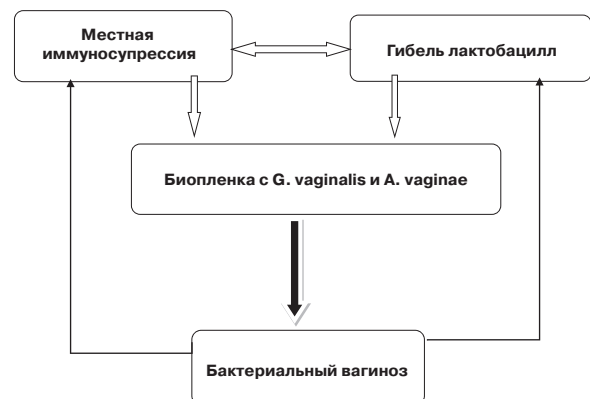 Местная
иммуносупрессия
Гибель лактобацилл
Биопленка с G. vaginalis и A. vaginae
Бактериальный вагиноз